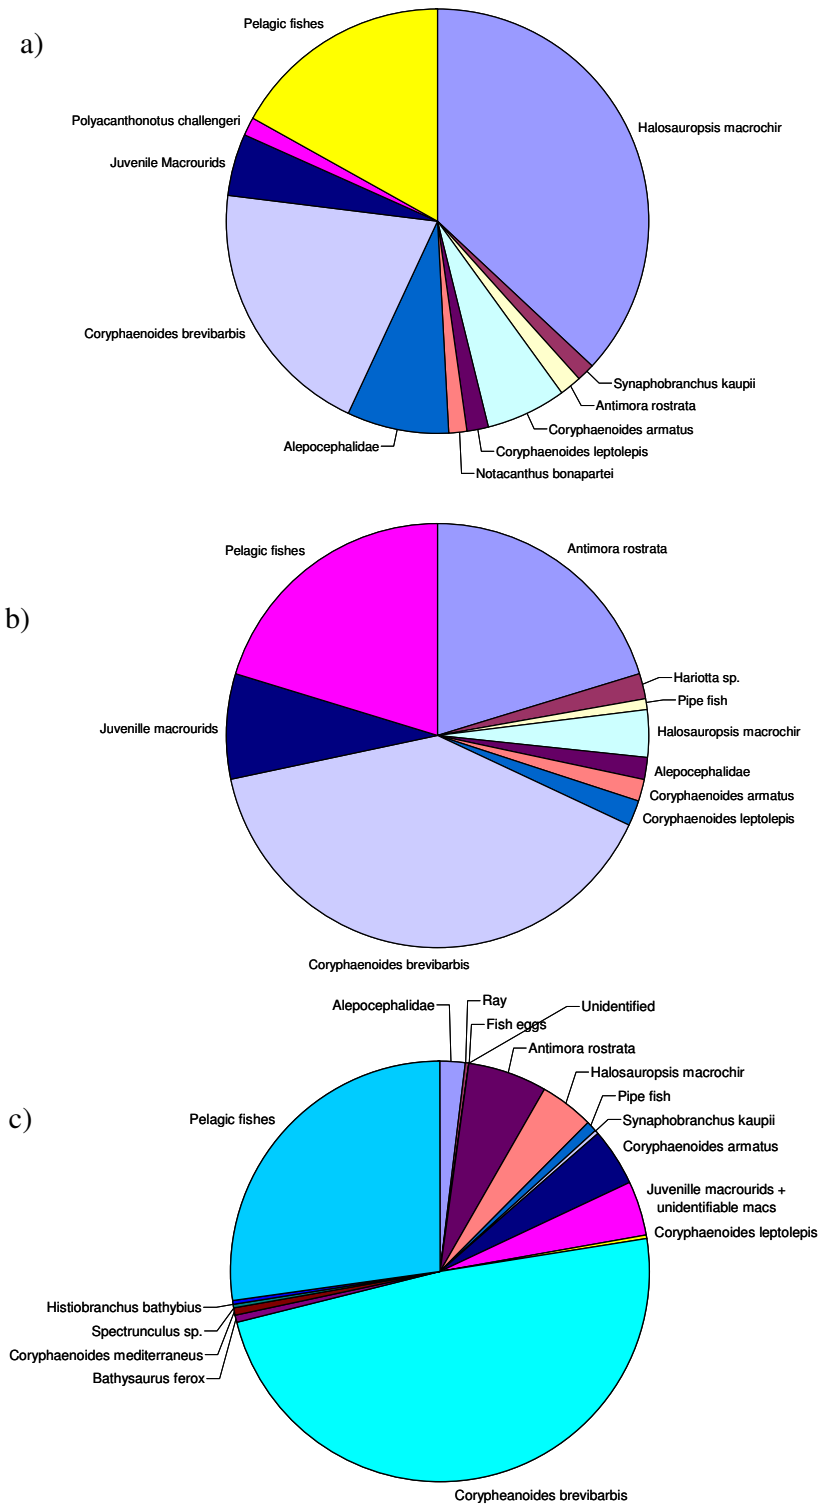 a)
Pelagic fishes
Polyacanthonotus challengeri
Juvenile Macrourids
Coryphaenoides brevibarbis
Alepocephalidae
Halosauropsis macrochir
Synaphobranchus kaupii
Antimora rostrata
Coryphaenoides armatus
Coryphaenoides leptolepis
Notacanthus bonapartei
b)
Pelagic fishes
Juvenille macrourids
Coryphaenoides brevibarbis
Antimora rostrata
Hariotta sp.
Pipe fish
Halosauropsis macrochir
Alepocephalidae
Coryphaenoides armatus
Coryphaenoides leptolepis
c)
Alepocephalidae
Ray
Unidentified
Fish eggs
Antimora rostrata
Halosauropsis macrochir
Pipe fish
Synaphobranchus kaupii
Coryphaenoides armatus
Juvenille macrourids +
unidentifiable macs
Coryphaenoides leptolepis
Pelagic fishes
Histiobranchus bathybius
Spectrunculus sp.
Coryphaenoides mediterraneus
Bathysaurus ferox
Corypheanoides brevibarbis